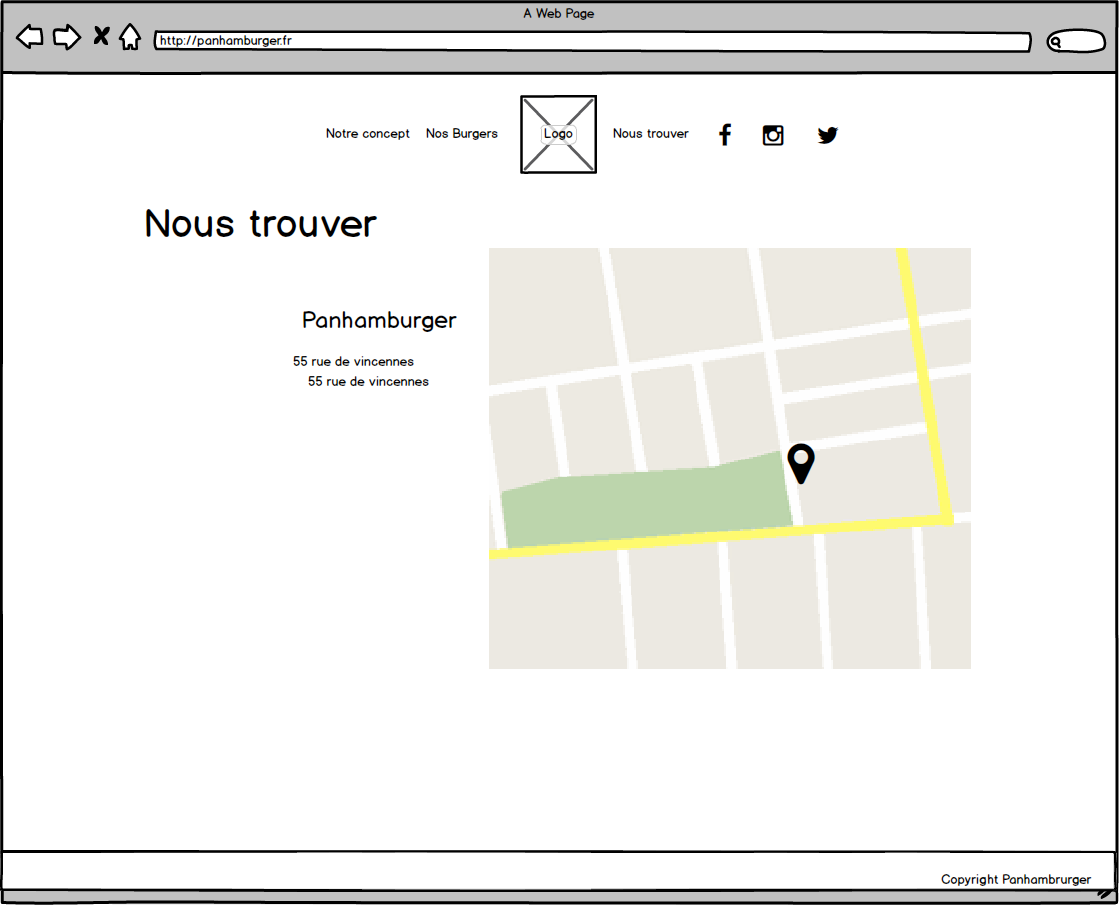 A Web Page
http://panhamburger.fr
Notre concept Nos Burgers Logo Nous trouver
Nous trouver
Panhamburger
55 rue de vincennes
55 rue de vincennes
Copyright Panhambrurger